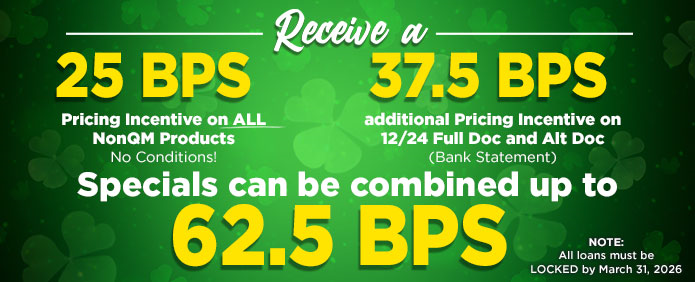 Receive a
25 BPS
Pricing Incentive on ALL
NonQM Products
No Conditions!
37.5 BPS
additional Pricing Incentive on
12/24 Full Doc and Alt Doc
(Bank Statement)
Specials can be combined up to
62.5 BPS
NOTE:
All loans must be
LOCKED by March 31, 2026